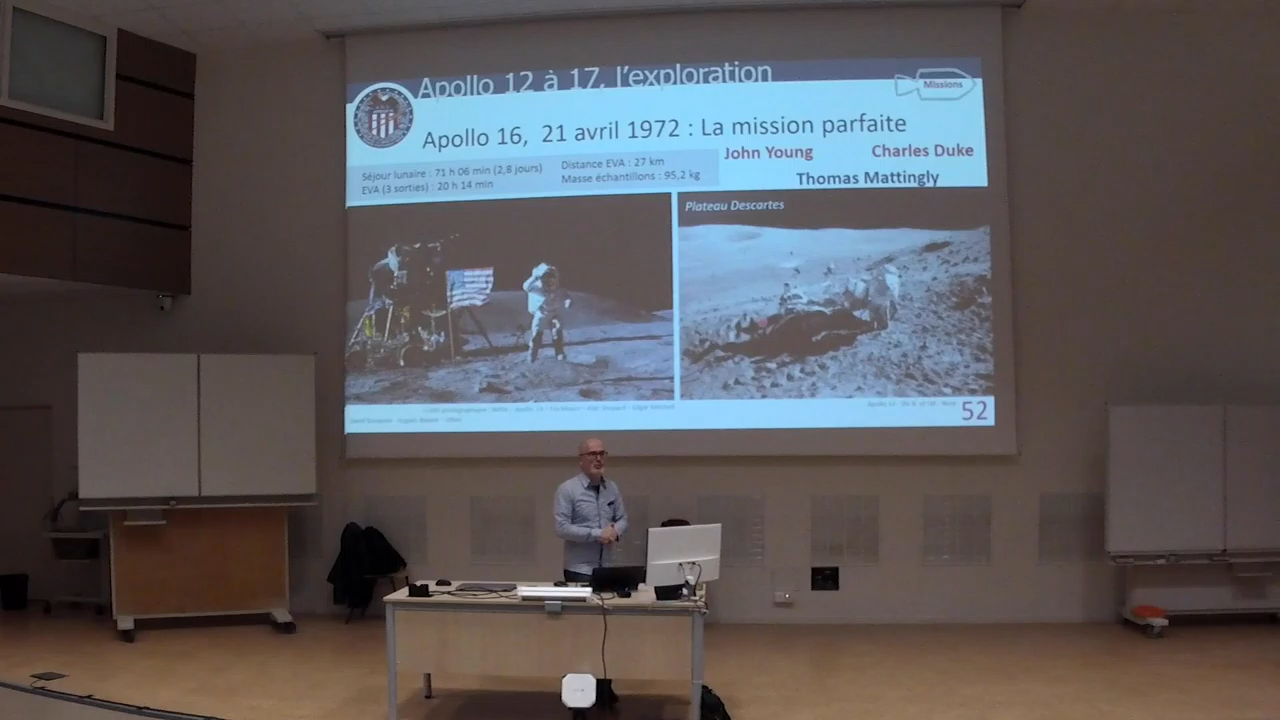 Apollo 12 à 17, l'exploration
Missions
Apollo 16, 21 avril 1972 : La mission parfaite
Séjour lunaire : 71 h 06 min (2,8 jours)
EVA (3 sorties) : 20 h 14 min
Distance EVA : 27 km
Masse échantillons : 95,2 kg
John Young
Charles Duke
Thomas Mattingly
Plateau Descartes
52